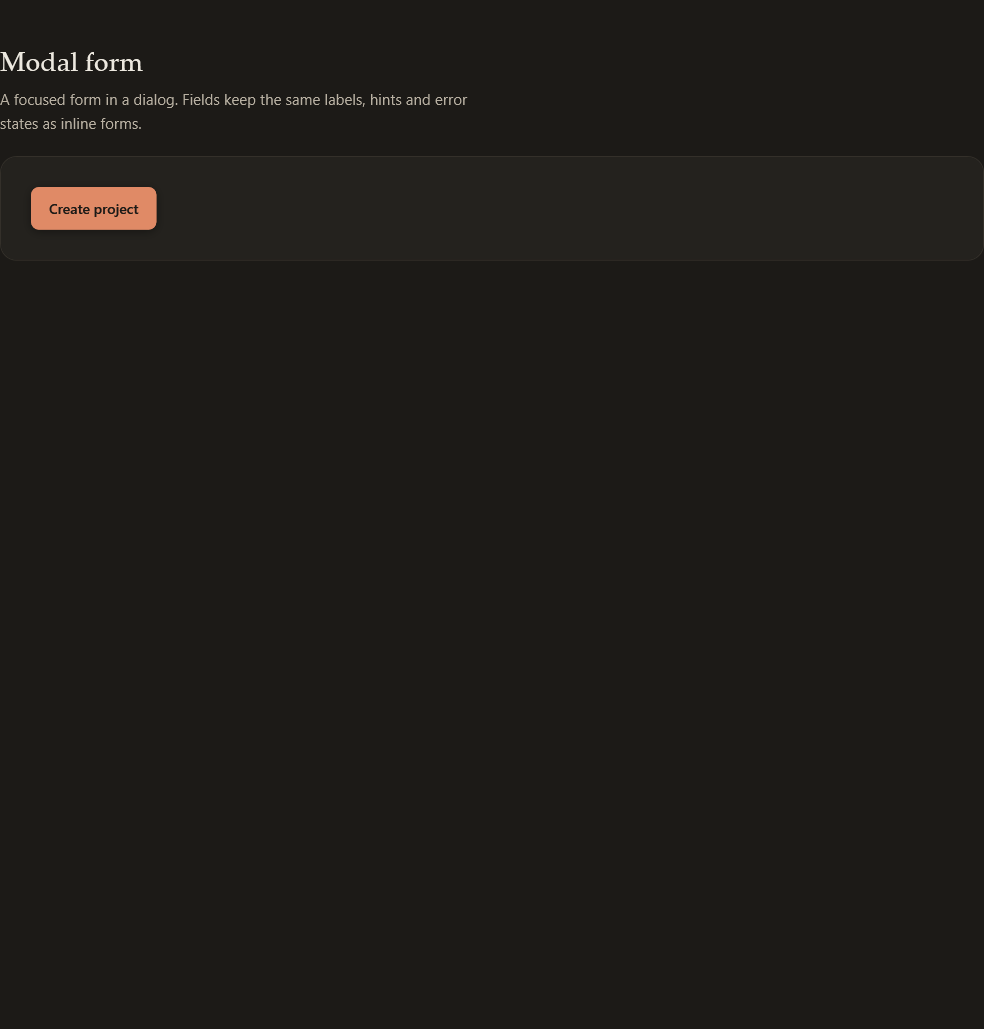 Modal form
A focused form in a dialog. Fields keep the same labels, hints and error
states as inline forms.
Create project